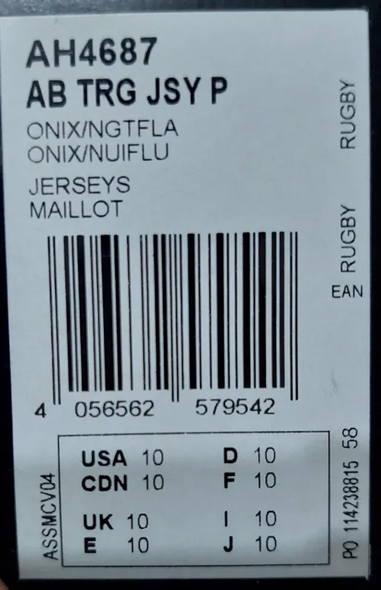 AH4687
AB TRG JSY P
ONIX/NGTFLA
ONIX/NUIFLU
JERSEYS
MAILLOT
RUGBY
RUGBY
EAN
4 056562 579542
USA 10 D 10
CDN 10 F 10
UK 10 I 10
E 10 J 10
ASSMCV04
PO 114238815 58